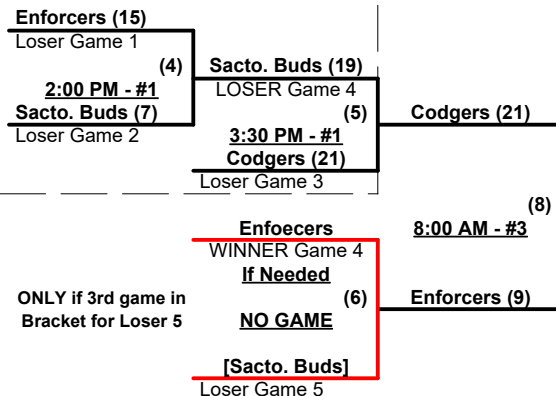 Enforcers (15)
Loser Game 1
(4)
2:00 PM - #1
Sacto. Buds (7)
Loser Game 2
Sacto. Buds (19)
LOSER Game 4
(5)
3:30 PM - #1
Codgers (21)
Loser Game 3
Codgers (21)
(8)
8:00 AM - #3
Enfoecers
WINNER Game 4
If Needed
(6)
NO GAME
[Sacto. Buds]
Loser Game 5
ONLY if 3rd game in
Bracket for Loser 5
Enforcers (9)